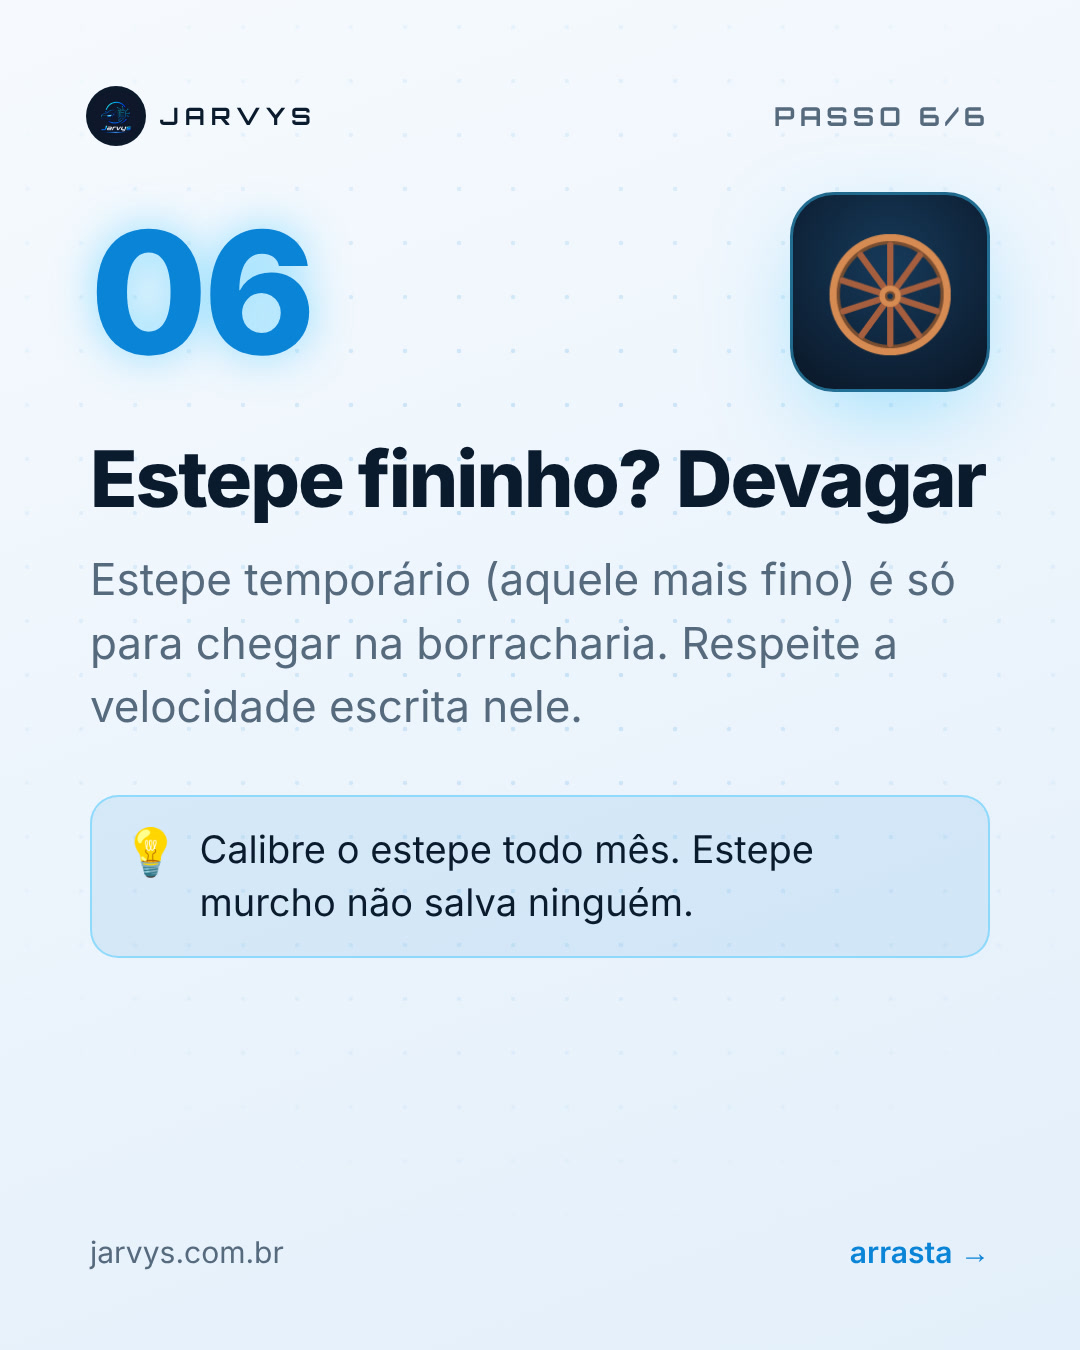 Jarvys
JARVYS
PASSO 6/6
06
Estepe fininho? Devagar
Estepe temporário (aquele mais fino) é só
para chegar na borracharia. Respeite a
velocidade escrita nele.
Calibre o estepe todo mês. Estepe
murcho não salva ninguém.
jarvys.com.br
arrasta →